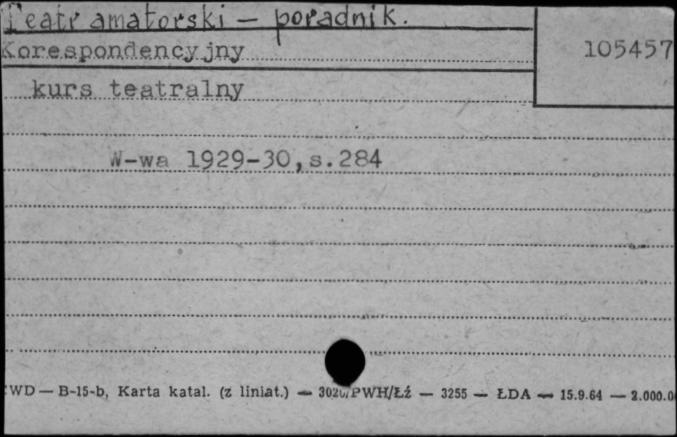 Teatr amatorski — poradnik.
Korespondencyjny
105457
kurs teatralny
W-wa 1929-30,s.284
WD — B-15-b, Karta katal. (z liniat.) — 3020/PWH/Łź — 3255 — ŁDA — 15.9.64 — 2.000.0